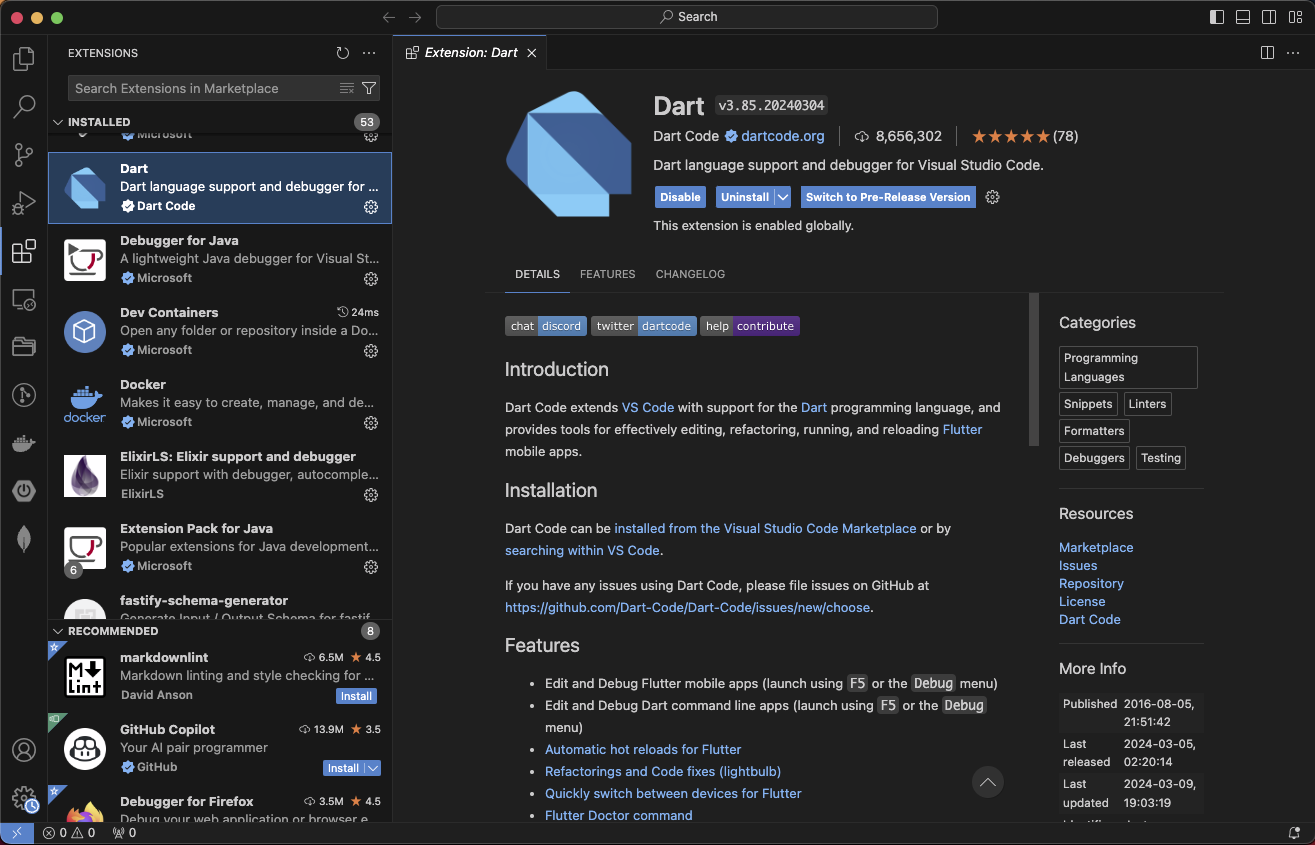 Search
EXTENSIONS
Search Extensions in Marketplace
INSTALLED
53
Microsoft
Dart
Dart language support and debugger for ...
Dart Code
Debugger for Java
A lightweight Java debugger for Visual St...
Microsoft
Dev Containers
24ms
Open any folder or repository inside a Do...
Microsoft
Docker
docker
Makes it easy to create, manage, and de...
Microsoft
ElixirLS: Elixir support and debugger
Elixir support with debugger, autocomple...
ElixirLS
Extension Pack for Java
Popular extensions for Java development...
6
Microsoft
fastify-schema-generator
Generate Input / Output Schema for fastif
RECOMMENDED
8
markdownlint
6.5M ★ 4.5
M Lint
Markdown linting and style checking for ...
David Anson
Install
GitHub Copilot
13.9M ★ 3.5
Your AI pair programmer
GitHub
Install
Debugger for Firefox
3.5M ★ 4.5
Debug your web application or browser e
0 0
0
Extension: Dart
Dart v3.85.20240304
Dart Code dartcode.org 8,656,302 ★★★★★(78)
Dart language support and debugger for Visual Studio Code.
Disable Uninstall Switch to Pre-Release Version
This extension is enabled globally.
DETAILS FEATURES CHANGELOG
chat discord twitter dartcode help contribute
Introduction
Dart Code extends VS Code with support for the Dart programming language, and
provides tools for effectively editing, refactoring, running, and reloading Flutter
mobile apps.
Installation
Dart Code can be installed from the Visual Studio Code Marketplace or by
searching within VS Code.
If you have any issues using Dart Code, please file issues on GitHub at
https://github.com/Dart-Code/Dart-Code/issues/new/choose.
Features
• Edit and Debug Flutter mobile apps (launch using F5 or the Debug menu)
• Edit and Debug Dart command line apps (launch using F5 or the Debug
menu)
• Automatic hot reloads for Flutter
• Refactorings and Code fixes (lightbulb)
• Quickly switch between devices for Flutter
• Flutter Doctor command
Categories
Programming
Languages
Snippets Linters
Formatters
Debuggers Testing
Resources
Marketplace
Issues
Repository
License
Dart Code
More Info
Published 2016-08-05,
21:51:42
Last 2024-03-05,
released 02:20:14
Last 2024-03-09,
updated 19:03:19